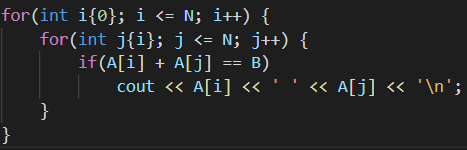 for(int i{0}; i <= N; i++) {
    for(int j{i}; j <= N; j++) {
        if(A[i] + A[j] == B)
            cout << A[i] << ' ' << A[j] << '\n';
    }
}